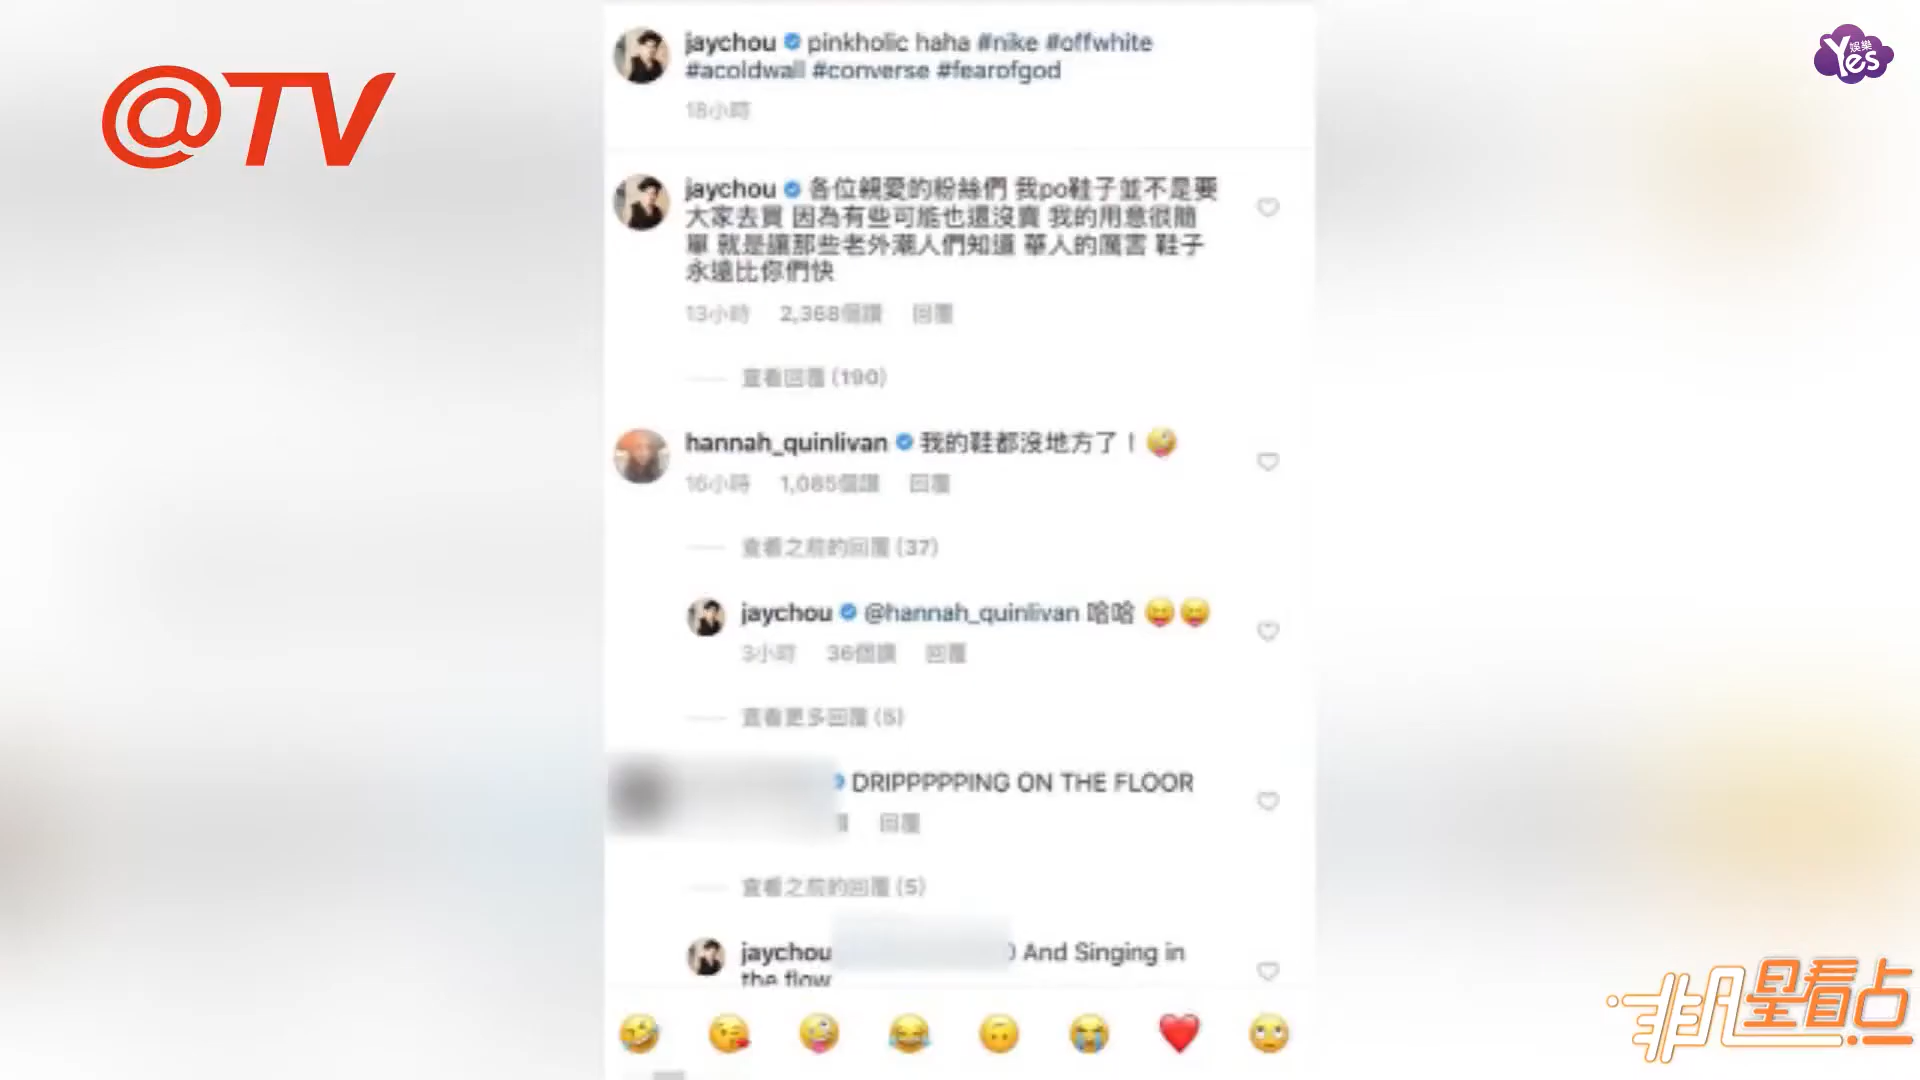 @TV
Yes
娛樂
jaychou pinkholic haha #nike #offwhite
#acoldwall #converse #fearofgod
18小時
jaychou 各位親愛的粉絲們 我po鞋子並不是要
大家去買 因為有些可能也還沒賣 我的用意很簡
單 就是讓那些老外潮人們知道 華人的厲害 鞋子
永遠比你們快
13小時 2,368個讚 回覆
查看回覆 (190)
hannah_quinlivan 我的鞋都沒地方了！🤪
16小時 1,085個讚 回覆
查看之前的回覆 (37)
jaychou @hannah_quinlivan 哈哈 😝😝
3小時 36個讚 回覆
查看更多回覆 (5)
DRIPPPPPING ON THE FLOOR
回覆
查看之前的回覆 (5)
jaychou And Singing in
the flow
非凡星看点